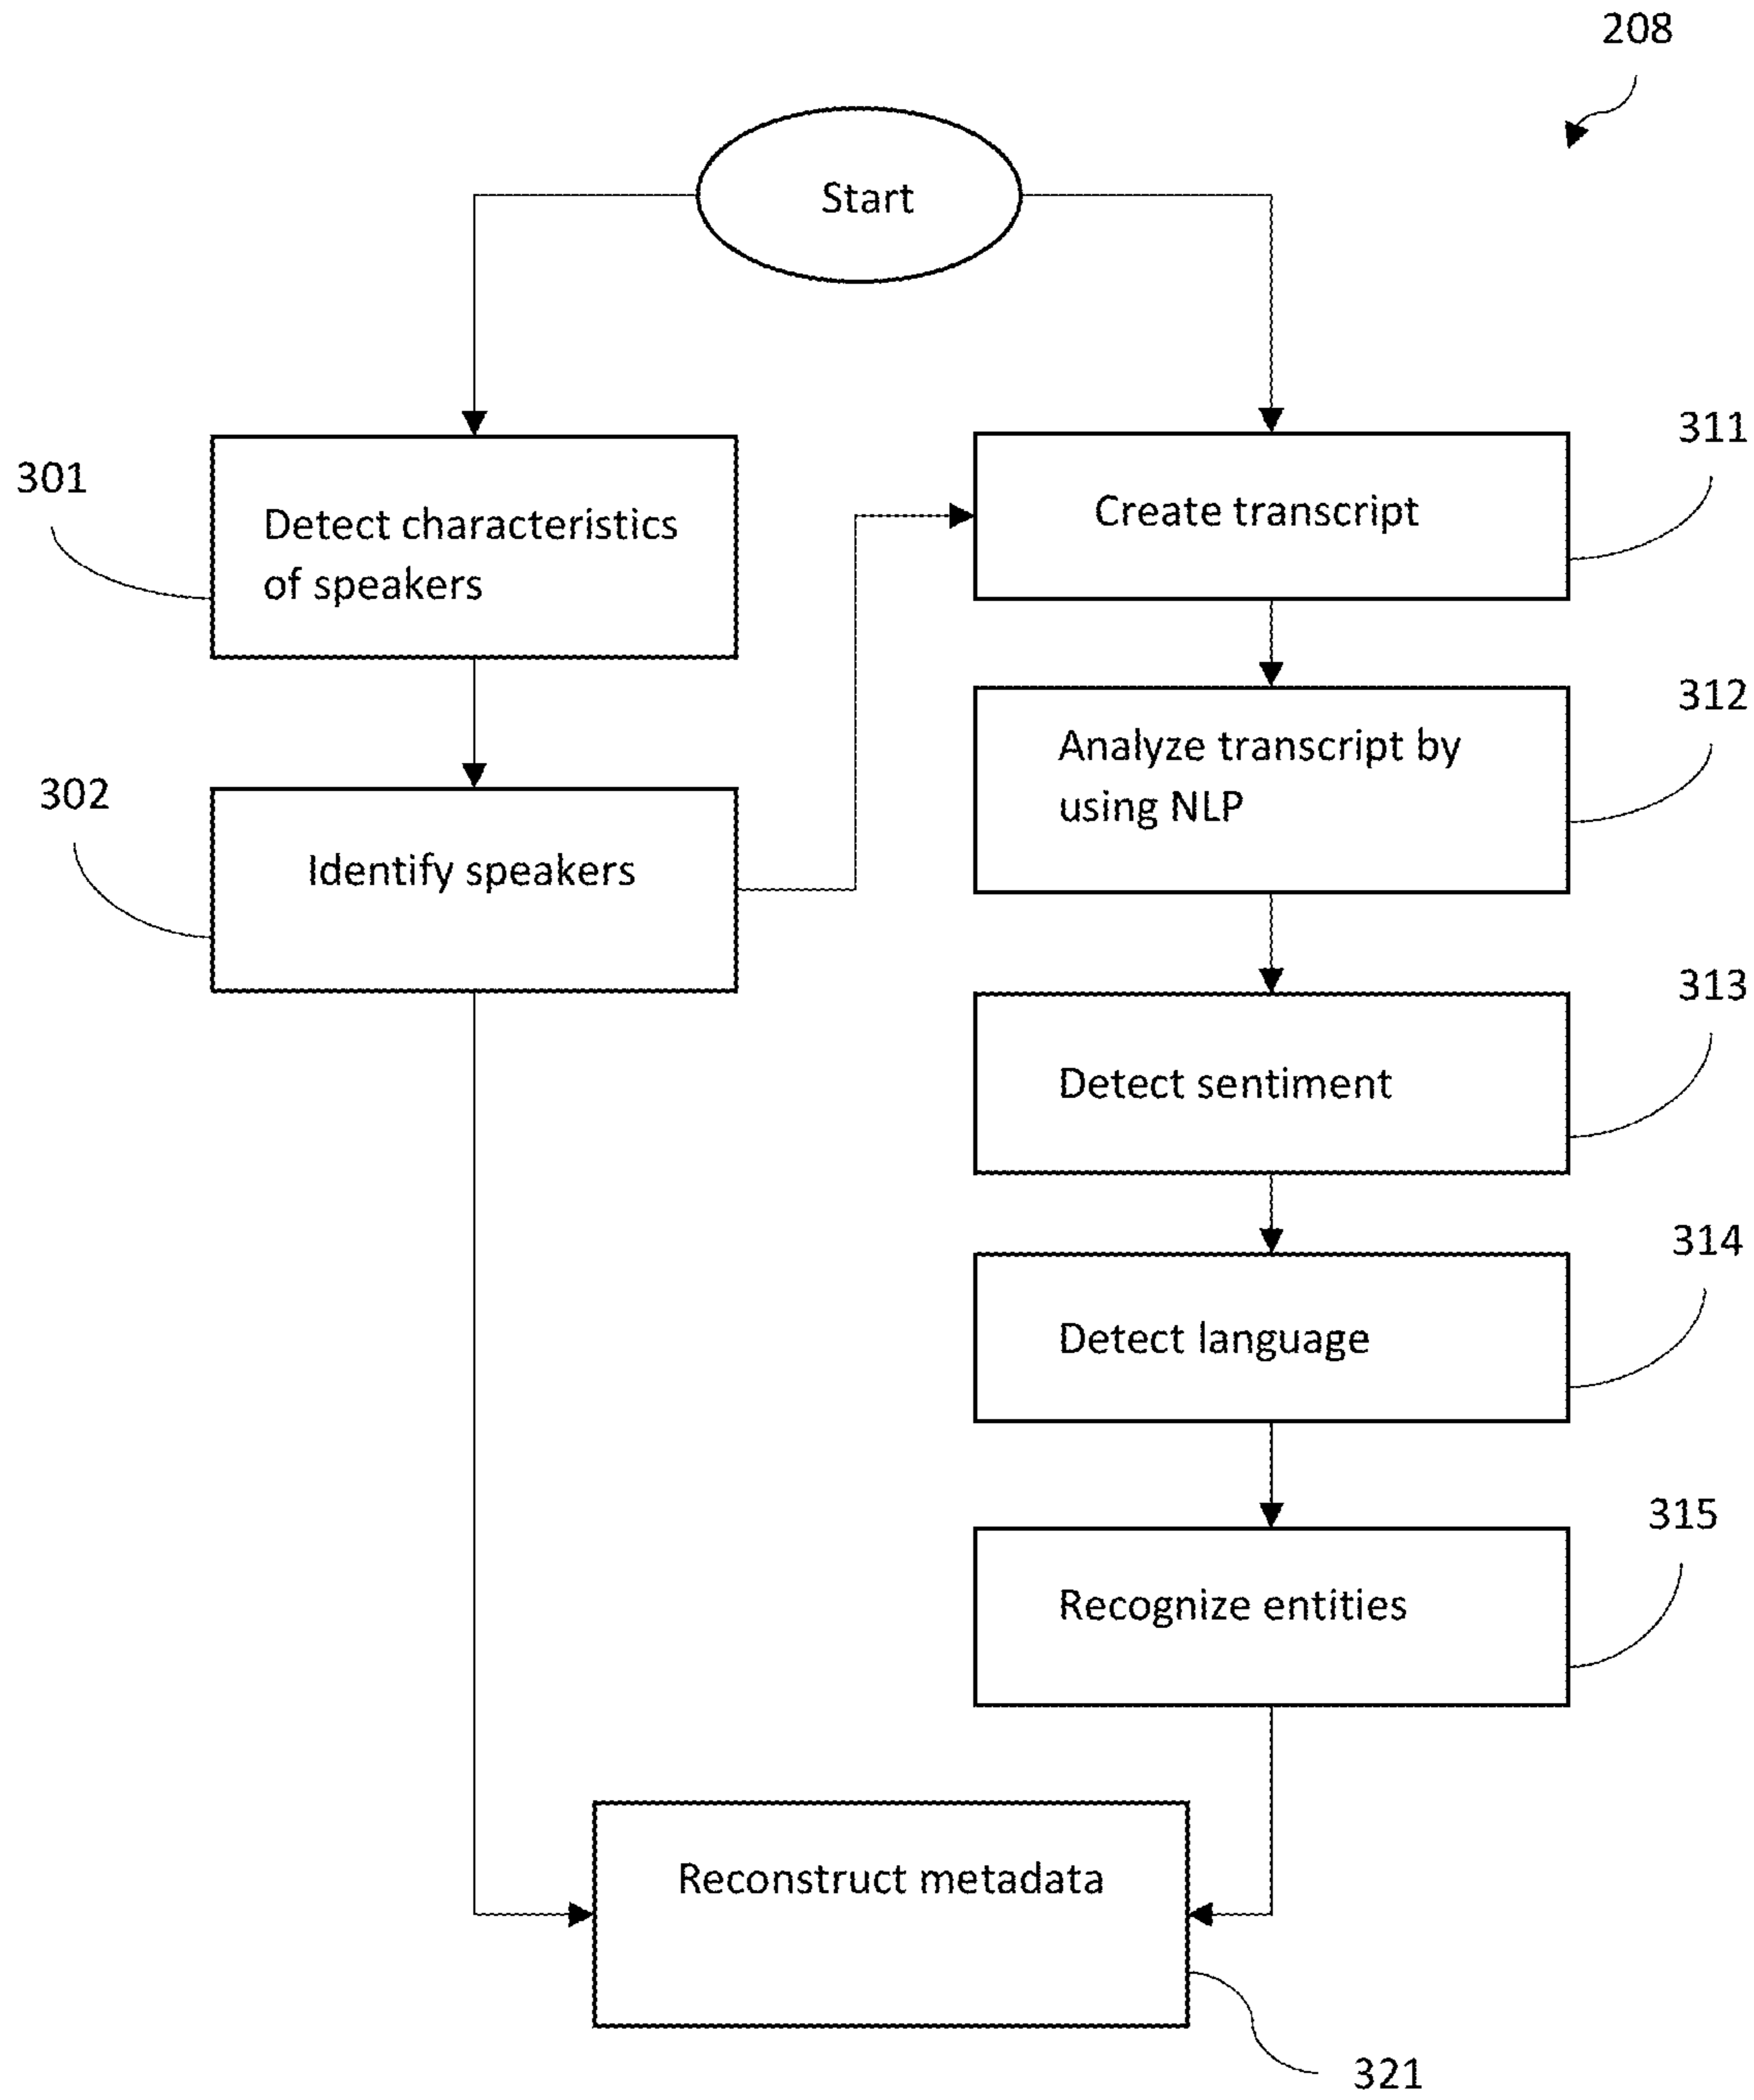 208
Start
311
Create transcript
301
Detect characteristics
of speakers
312
Analyze transcript by
using NLP
302
Identify speakers
313
Detect sentiment
314
Detect language
315
Recognize entities
Reconstruct metadata
321